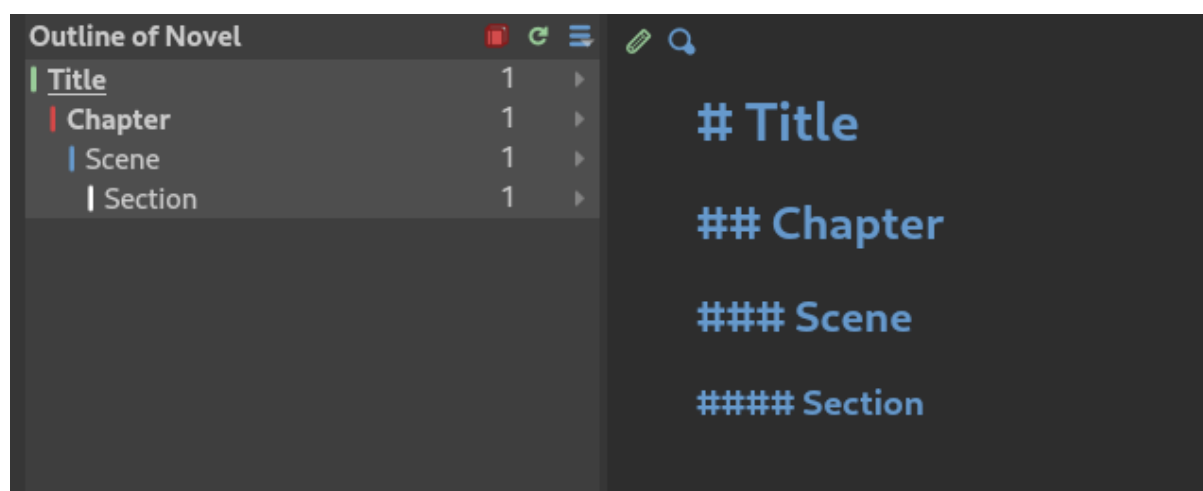 Outline of Novel
Title 1
Chapter 1
Scene 1
Section 1
# Title
## Chapter
### Scene
#### Section